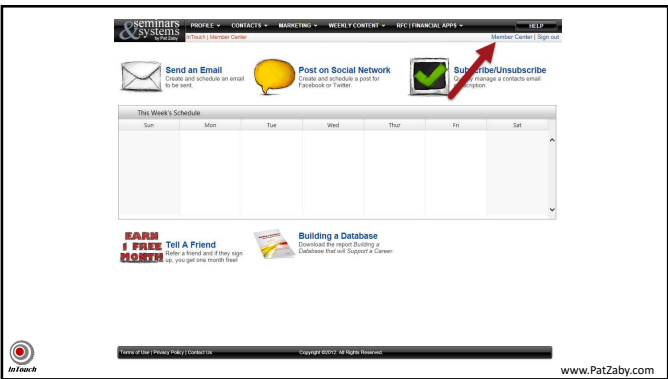 seminars
& systems
by Pat Zaby
PROFILE CONTACTS MARKETING WEEKLY CONTENT RFC | FINANCIAL APPS HELP
InTouch | Member Center
Member Center | Sign out
Send an Email
Create and schedule an email
to be sent.
Post on Social Network
Create and schedule a post for
Facebook or Twitter.
Subscribe/Unsubscribe
manage a contacts email
This Week's Schedule
Sun Mon Tue Wed Thur Fri Sat
EARN
1 FREE
MONTH
Tell A Friend
Refer a friend and if they sign
up, you get one month free!
Building a Database
Download the report Building a
Database that will Support a Career.
Terms of Use | Privacy Policy | Contact Us Copyright ©2012. All Rights Reserved.
InTouch
www.PatZaby.com